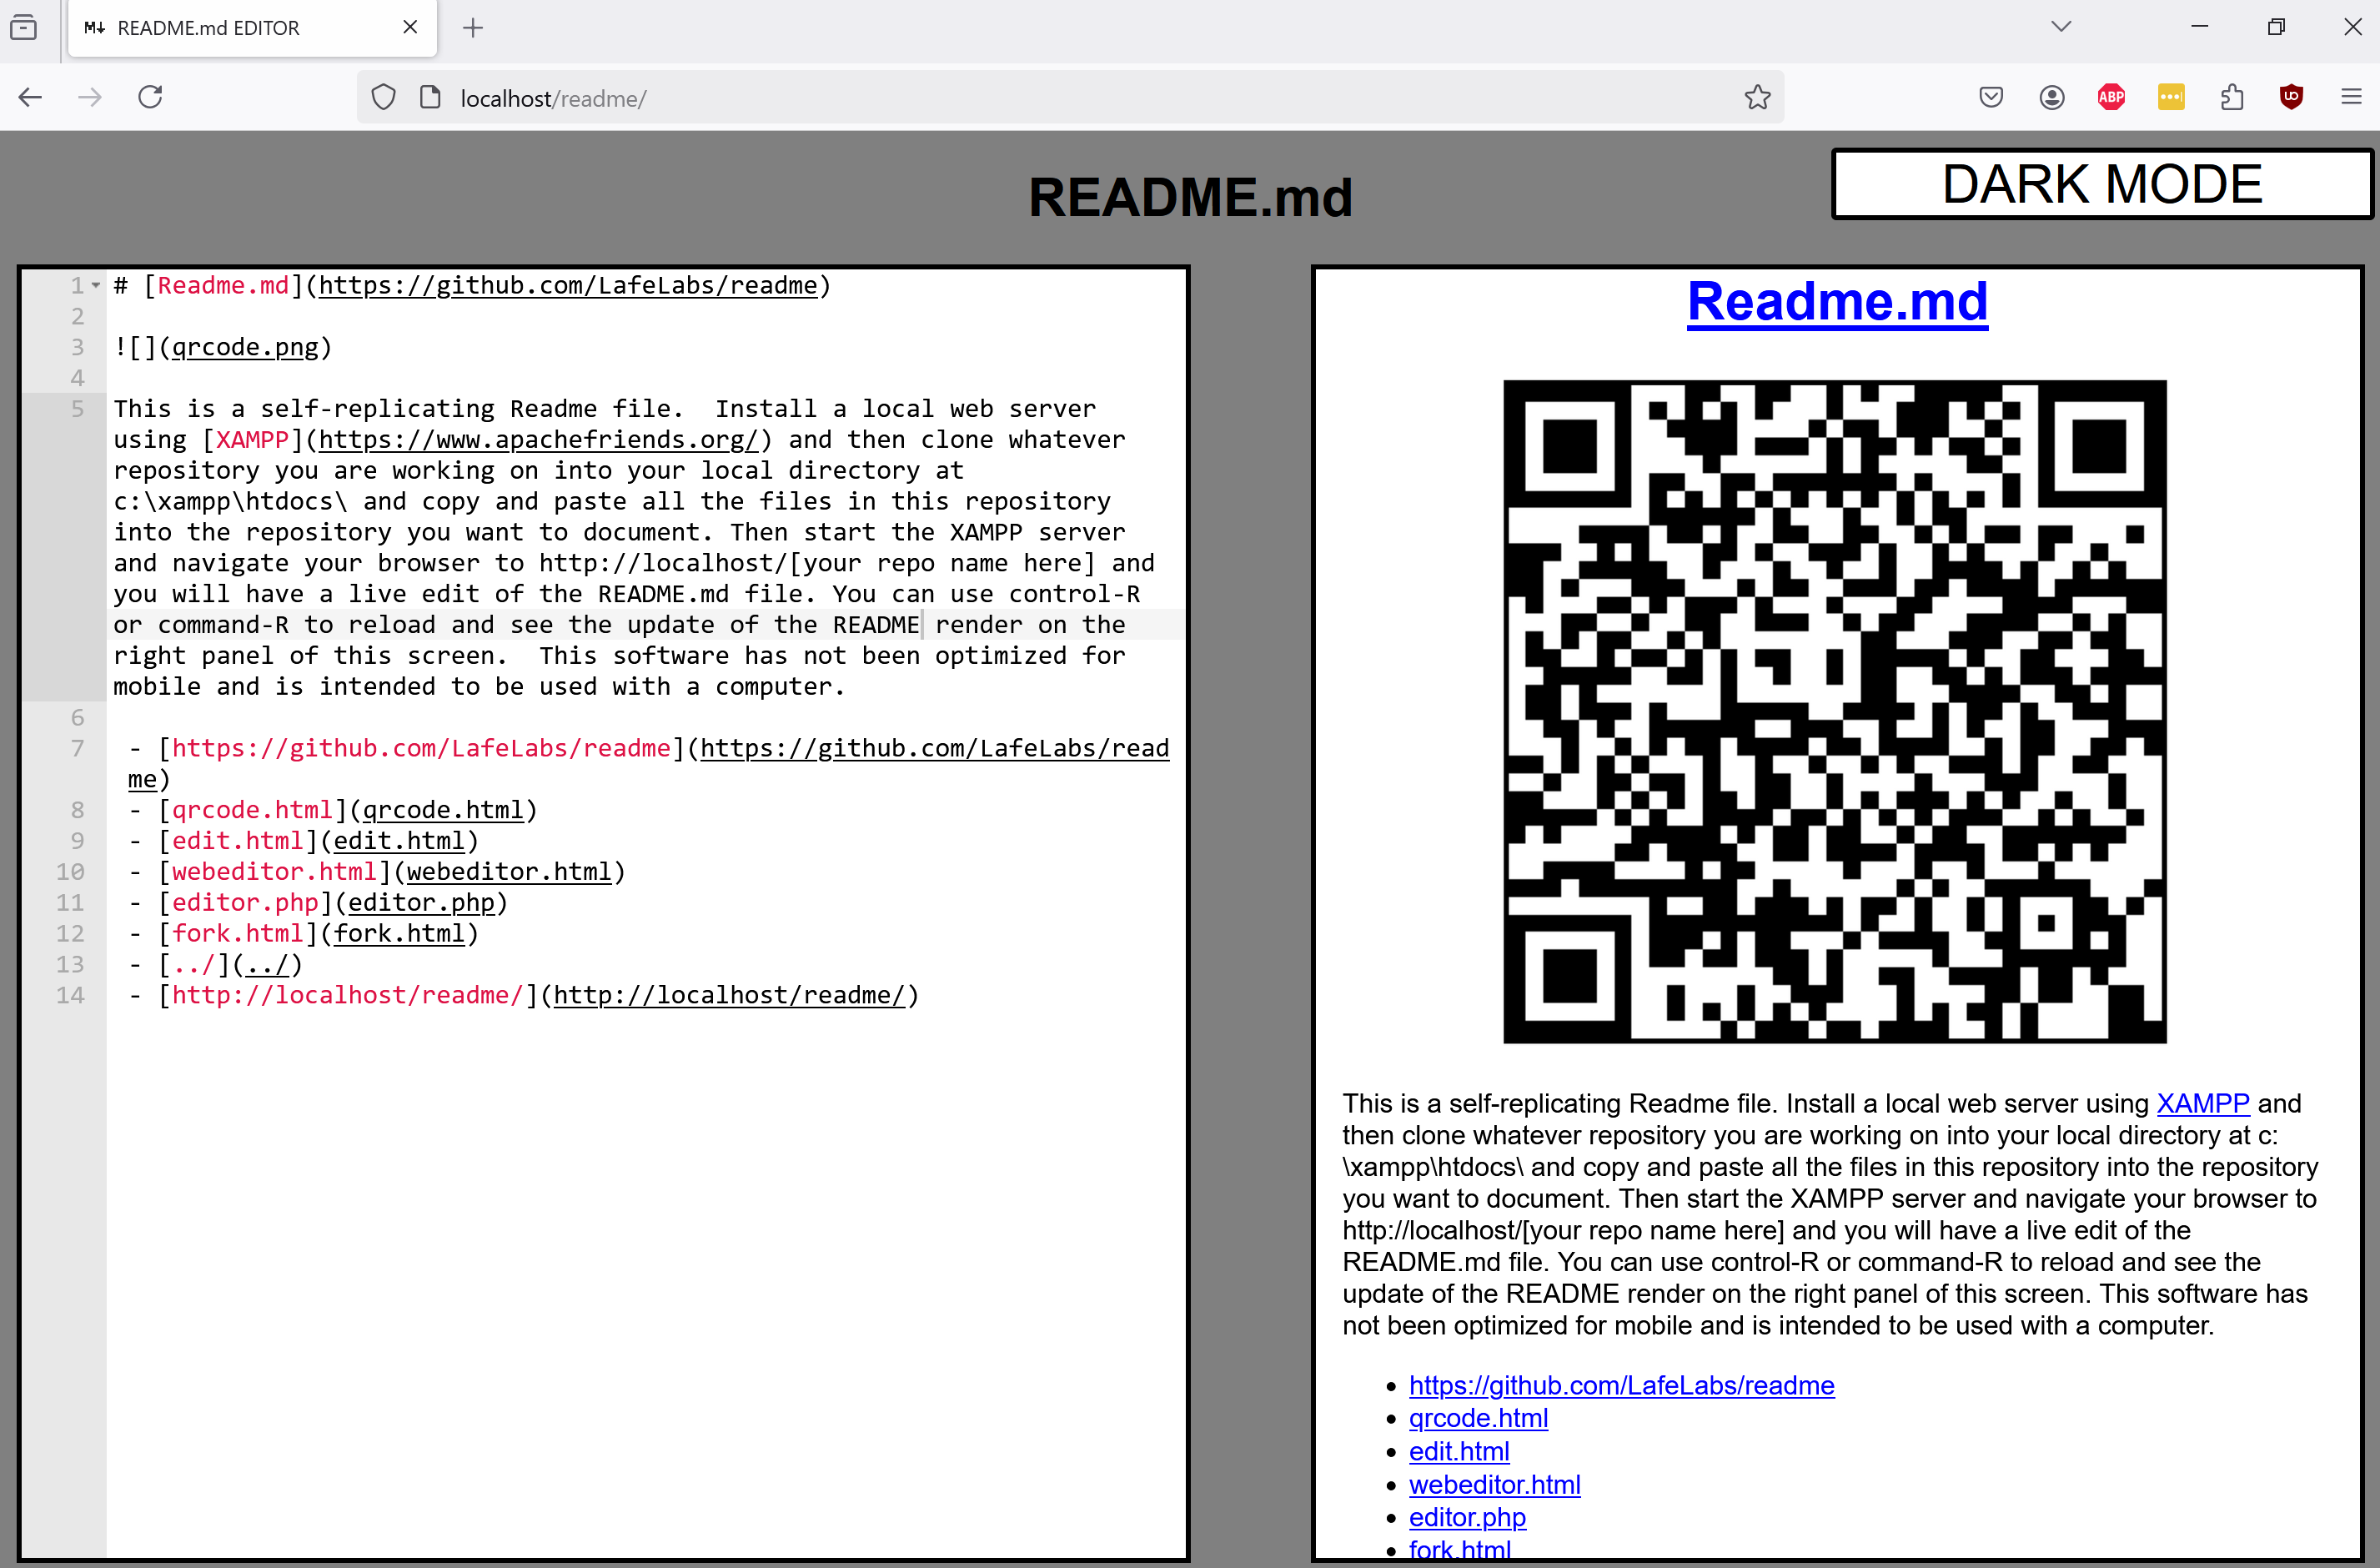 README.md EDITOR
localhost/readme/
ABP
README.md
DARK MODE
1 # [Readme.md](https://github.com/LafeLabs/readme)
2
3 ![](qrcode.png)
4
5 This is a self-replicating Readme file.  Install a local web server
using [XAMPP](https://www.apachefriends.org/) and then clone whatever
repository you are working on into your local directory at
c:\xampp\htdocs\ and copy and paste all the files in this repository
into the repository you want to document. Then start the XAMPP server
and navigate your browser to http://localhost/[your repo name here] and
you will have a live edit of the README.md file. You can use control-R
or command-R to reload and see the update of the README render on the
right panel of this screen.  This software has not been optimized for
mobile and is intended to be used with a computer.
6
7 - [https://github.com/LafeLabs/readme](https://github.com/LafeLabs/read
me)
8 - [qrcode.html](qrcode.html)
9 - [edit.html](edit.html)
10 - [webeditor.html](webeditor.html)
11 - [editor.php](editor.php)
12 - [fork.html](fork.html)
13 - [../](../)
14 - [http://localhost/readme/](http://localhost/readme/)
Readme.md
This is a self-replicating Readme file. Install a local web server using XAMPP and
then clone whatever repository you are working on into your local directory at c:
\xampp\htdocs\ and copy and paste all the files in this repository into the repository
you want to document. Then start the XAMPP server and navigate your browser to
http://localhost/[your repo name here] and you will have a live edit of the
README.md file. You can use control-R or command-R to reload and see the
update of the README render on the right panel of this screen. This software has
not been optimized for mobile and is intended to be used with a computer.
• https://github.com/LafeLabs/readme
• qrcode.html
• edit.html
• webeditor.html
• editor.php
• fork.html